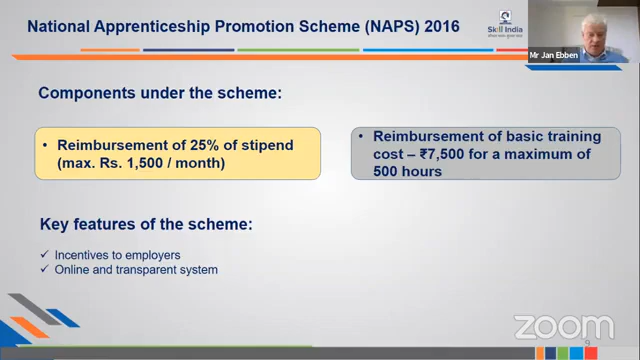 National Apprenticeship Promotion Scheme (NAPS) 2016
Skill India
Mr Jan Ebben
Components under the scheme:
• Reimbursement of 25% of stipend
(max. Rs. 1,500 / month)
• Reimbursement of basic training
cost – ₹7,500 for a maximum of
500 hours
Key features of the scheme:
✓ Incentives to employers
✓ Online and transparent system
9
zoom